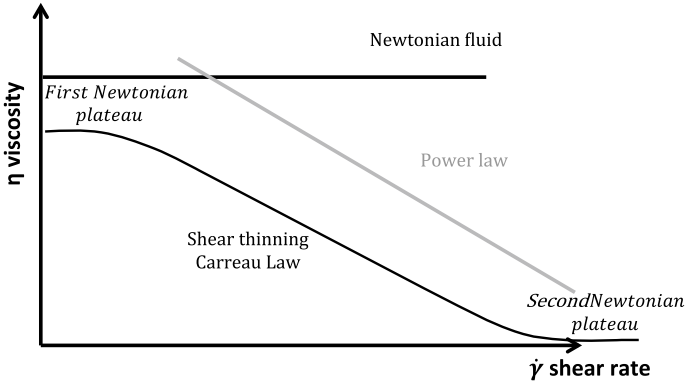 Newtonian fluid
First Newtonian
plateau
η viscosity
Power law
Shear thinning
Carreau Law
SecondNewtonian
plateau
γ̇ shear rate